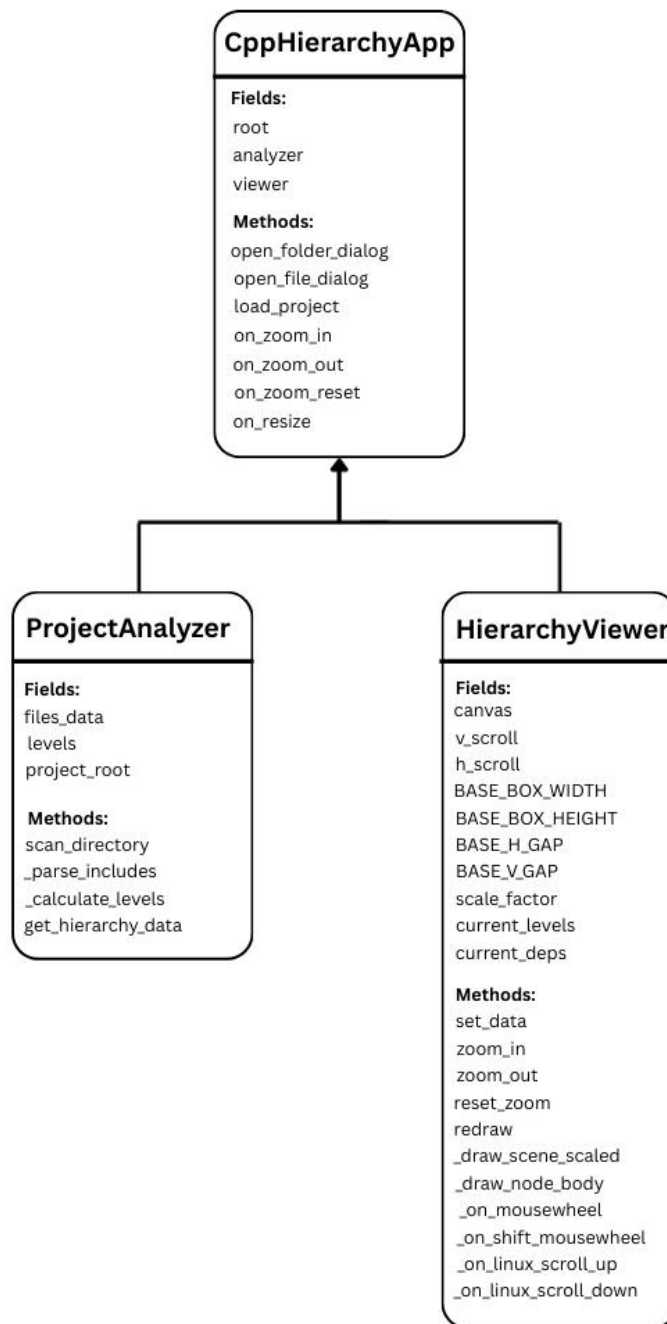 CppHierarchyApp
Fields:
root
analyzer
viewer
Methods:
open_folder_dialog
open_file_dialog
load_project
on_zoom_in
on_zoom_out
on_zoom_reset
on_resize
ProjectAnalyzer
Fields:
files_data
levels
project_root
Methods:
scan_directory
_parse_includes
_calculate_levels
get_hierarchy_data
HierarchyViewer
Fields:
canvas
v_scroll
h_scroll
BASE_BOX_WIDTH
BASE_BOX_HEIGHT
BASE_H_GAP
BASE_V_GAP
scale_factor
current_levels
current_deps
Methods:
set_data
zoom_in
zoom_out
reset_zoom
redraw
_draw_scene_scaled
_draw_node_body
_on_mousewheel
_on_shift_mousewheel
_on_linux_scroll_up
_on_linux_scroll_down